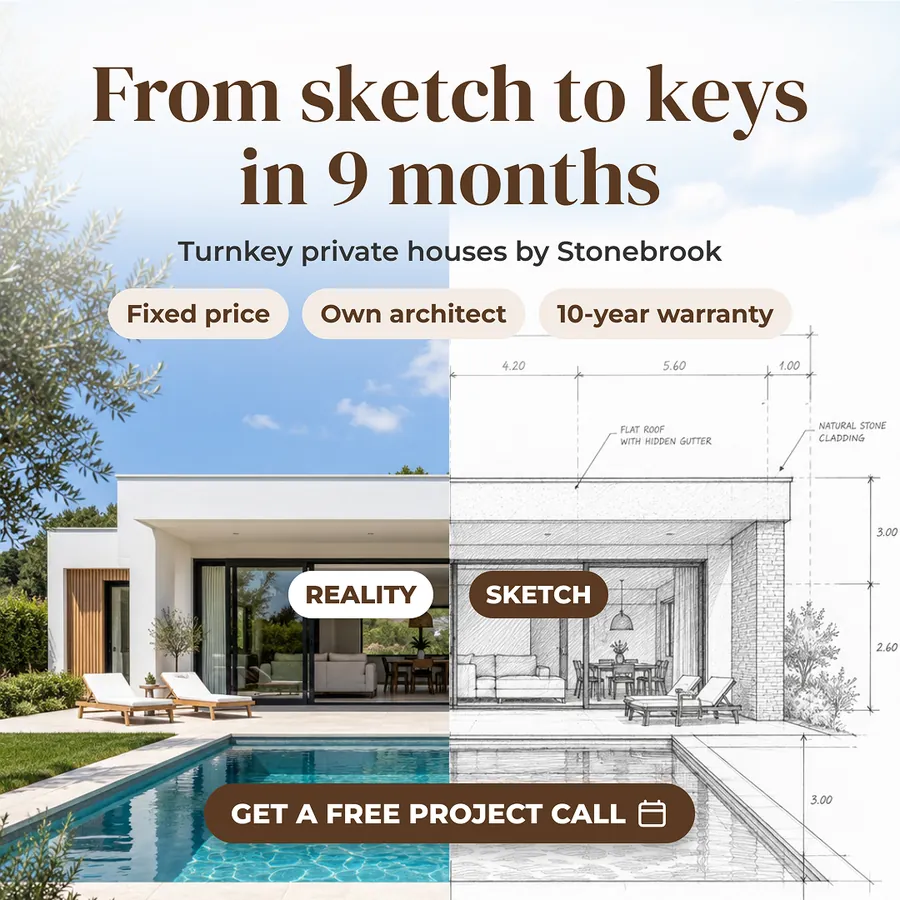 From sketch to keys
in 9 months
Turnkey private houses by Stonebrook
Fixed price
Own architect
10-year warranty
4.20
5.60
1.00
FLAT ROOF
WITH HIDDEN GUTTER
NATURAL STONE
CLADDING
3.00
REALITY
SKETCH
2.60
3.00
GET A FREE PROJECT CALL